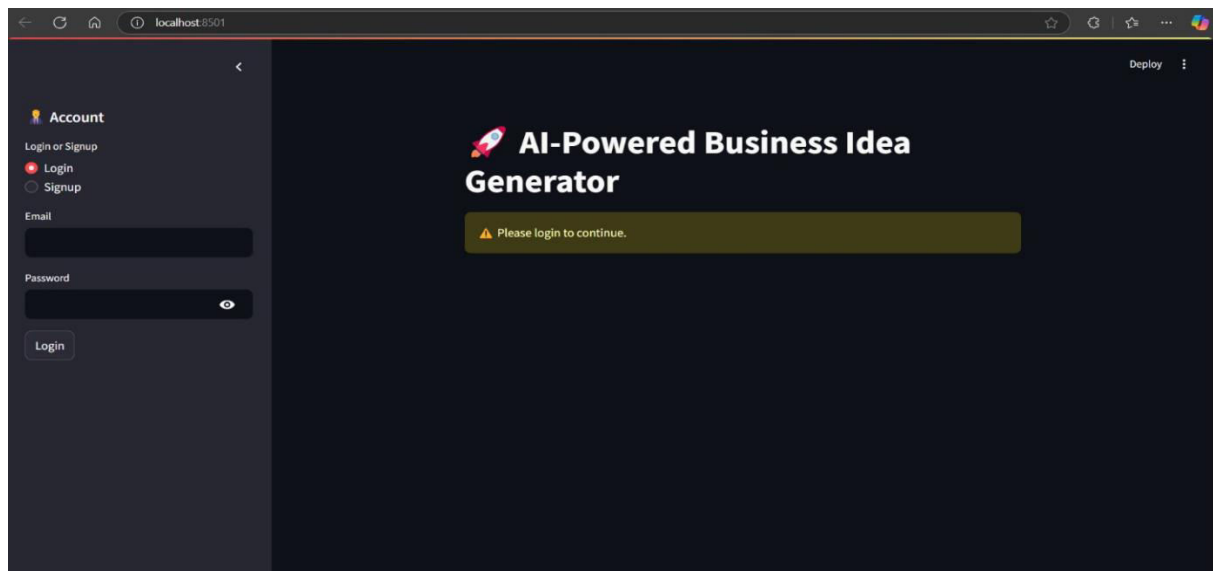 localhost:8501
Deploy
Account
Login or Signup
Login
Signup
Email
Password
Login
AI-Powered Business Idea
Generator
Please login to continue.